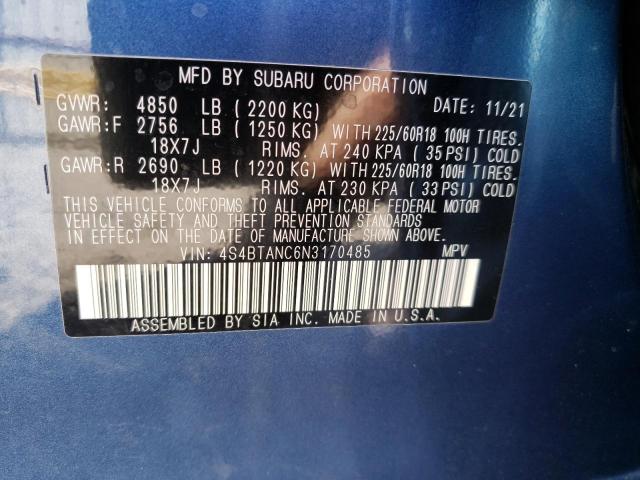 MFD BY SUBARU CORPORATION
GVWR: 4850 LB ( 2200 KG) DATE: 11/21
GAWR:F 2756 LB ( 1250 KG) WITH 225/60R18 100H TIRES.
18X7J RIMS. AT 240 KPA ( 35 PSI) COLD
GAWR:R 2690 LB ( 1220 KG) WITH 225/60R18 100H TIRES.
18X7J RIMS. AT 230 KPA ( 33 PSI) COLD
THIS VEHICLE CONFORMS TO ALL APPLICABLE FEDERAL MOTOR
VEHICLE SAFETY AND THEFT PREVENTION STANDARDS
IN EFFECT ON THE DATE OF MANUFACTURE SHOWN ABOVE.
VIN: 4S4BTANC6N3170485 MPV
ASSEMBLED BY SIA INC. MADE IN U.S.A.